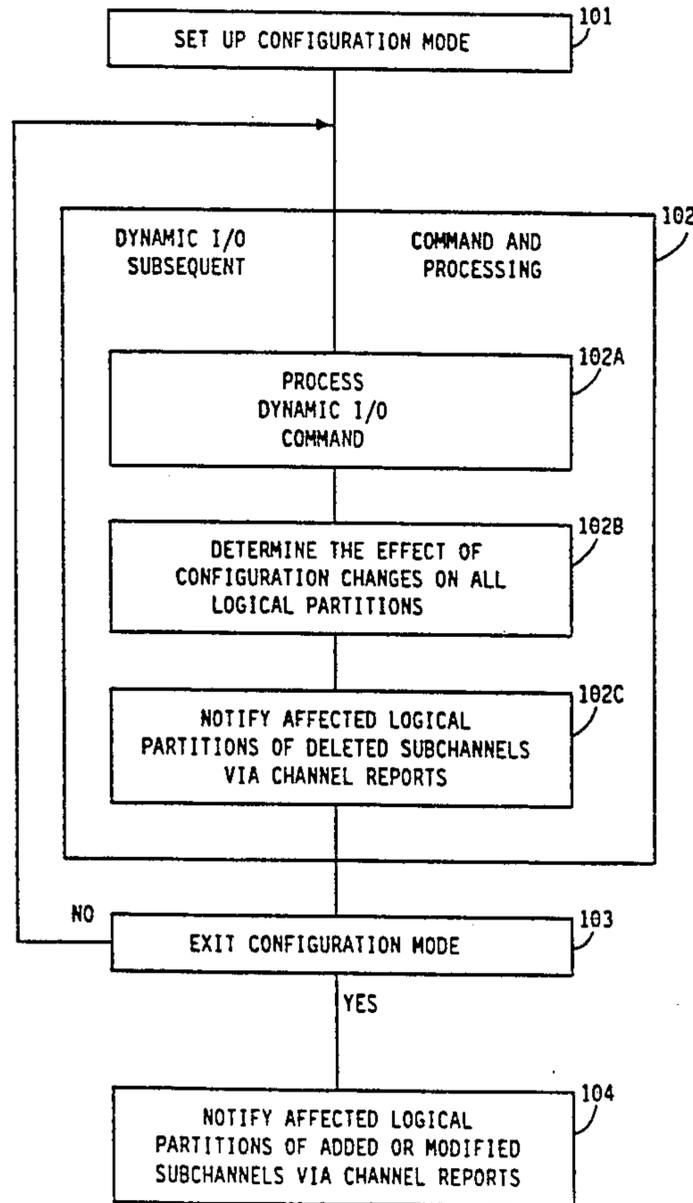 101
SET UP CONFIGURATION MODE
102
DYNAMIC I/O COMMAND AND
SUBSEQUENT PROCESSING
102A
PROCESS
DYNAMIC I/O
COMMAND
102B
DETERMINE THE EFFECT OF
CONFIGURATION CHANGES ON ALL
LOGICAL PARTITIONS
102C
NOTIFY AFFECTED LOGICAL
PARTITIONS OF DELETED SUBCHANNELS
VIA CHANNEL REPORTS
NO
103
EXIT CONFIGURATION MODE
YES
104
NOTIFY AFFECTED LOGICAL
PARTITIONS OF ADDED OR MODIFIED
SUBCHANNELS VIA CHANNEL REPORTS